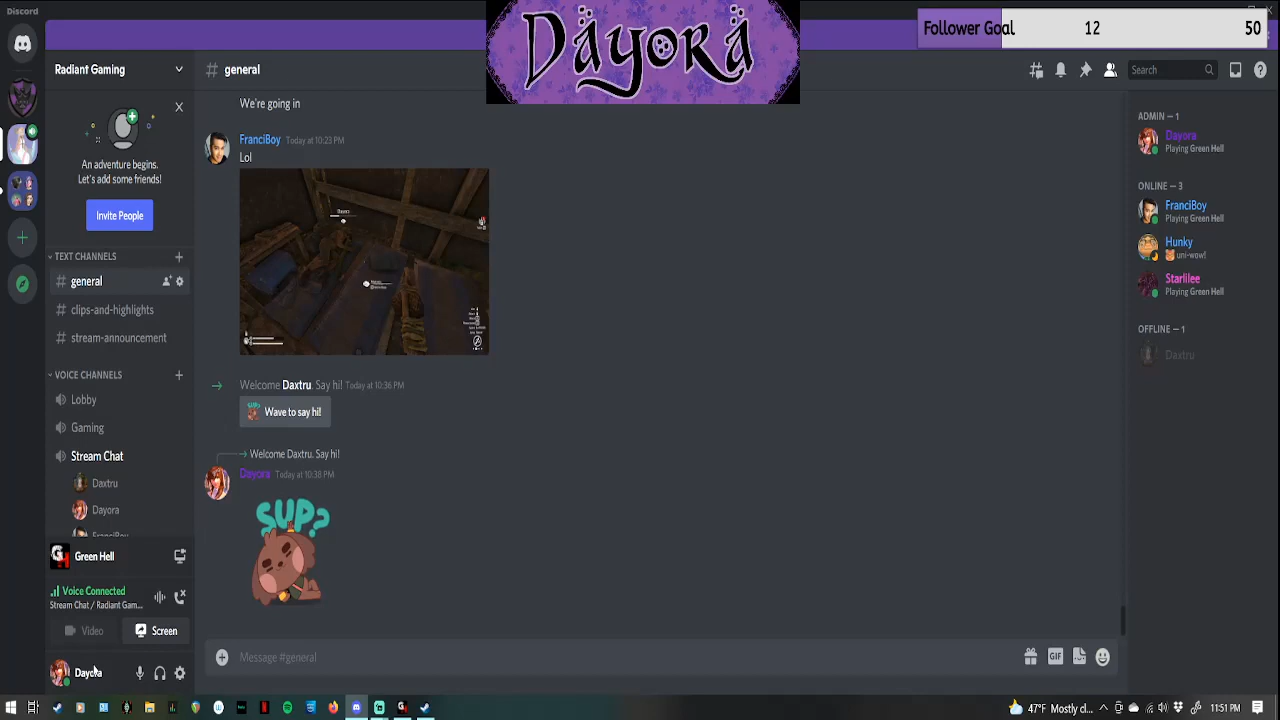 Discord
Dayora
Follower Goal 12 50
Radiant Gaming
# general
Search
An adventure begins.
Let's add some friends!
Invite People
TEXT CHANNELS
# general
# clips-and-highlights
# stream-announcement
VOICE CHANNELS
Lobby
Gaming
Stream Chat
Daxtru
Dayora
FranciBoy
Green Hell
Voice Connected
Stream Chat / Radiant Gam...
Video
Screen
Dayora
We're going in
FranciBoy Today at 10:23 PM
Lol
Welcome Daxtru. Say hi! Today at 10:36 PM
Wave to say hi!
Welcome Daxtru. Say hi!
Dayora Today at 10:38 PM
SUP?
Message #general
GIF
ADMIN — 1
Dayora
Playing Green Hell
ONLINE — 3
FranciBoy
Playing Green Hell
Hunky
uni-wow!
Starlilee
Playing Green Hell
OFFLINE — 1
Daxtru
47°F Mostly c...
11:51 PM